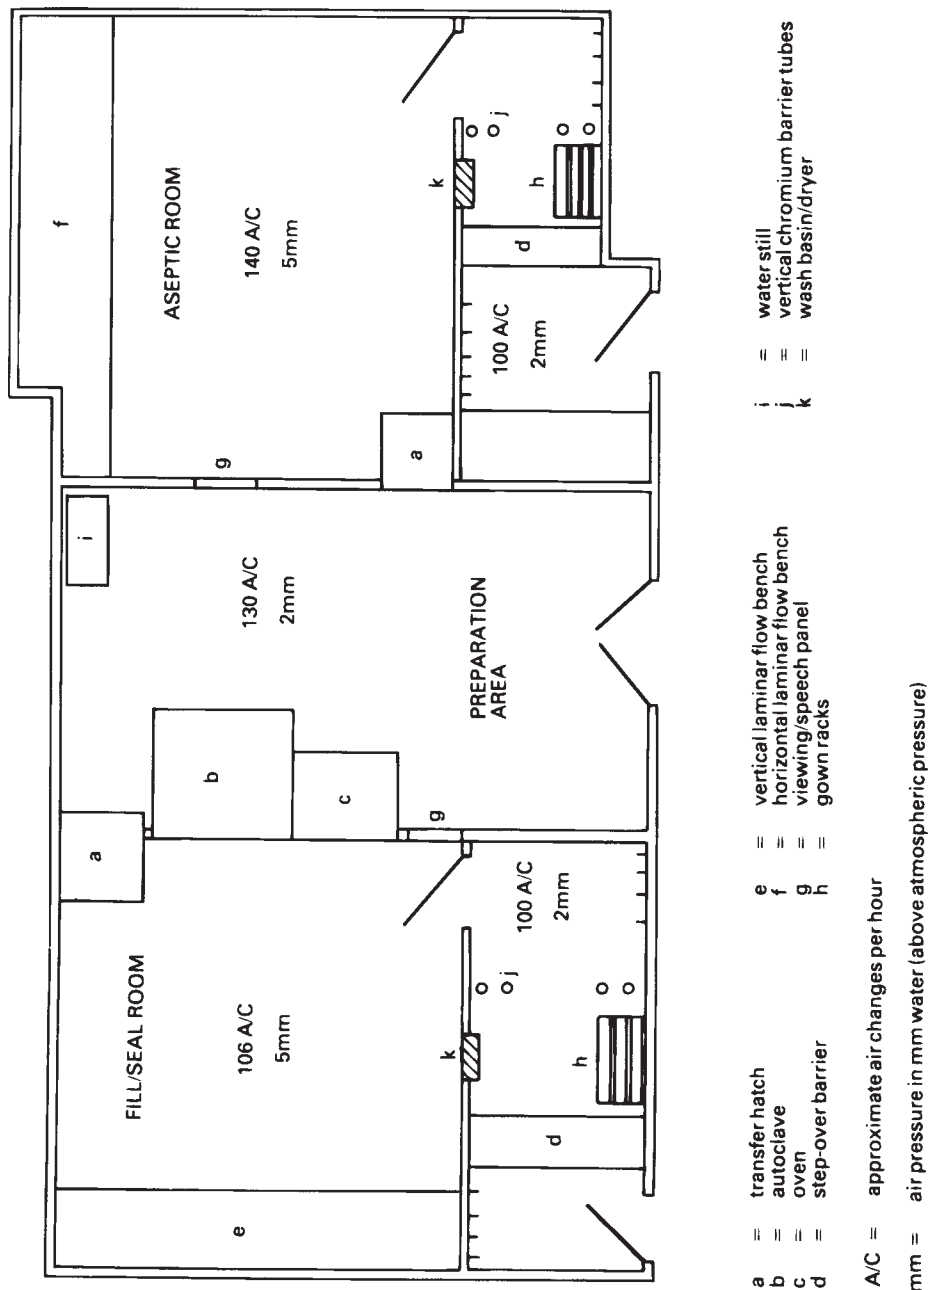 FILL/SEAL ROOM
106 A/C
5mm
e
a
k
j
100 A/C
2mm
d
h
b
c
g
i
130 A/C
2mm
PREPARATION
AREA
f
ASEPTIC ROOM
140 A/C
5mm
g
a
k
j
100 A/C
2mm
d
h
a = transfer hatch
b = autoclave
c = oven
d = step-over barrier
e = vertical laminar flow bench
f = horizontal laminar flow bench
g = viewing/speech panel
h = gown racks
i = water still
j = vertical chromium barrier tubes
k = wash basin/dryer
A/C = approximate air changes per hour
mm = air pressure in mm water (above atmospheric pressure)